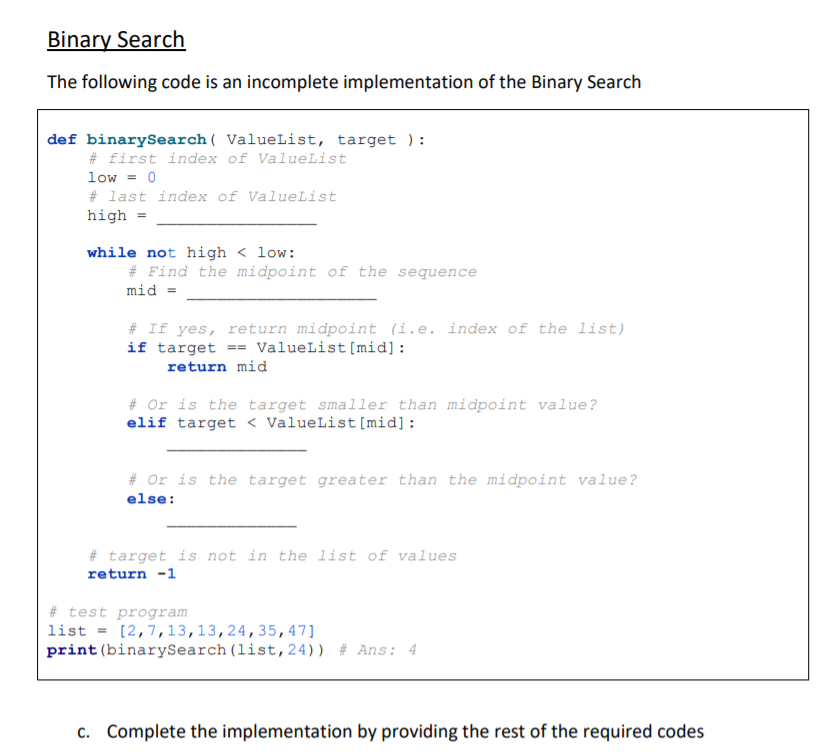 Binary Search
The following code is an incomplete implementation of the Binary Search
def binarySearch( ValueList, target ):
# first index of ValueList
low = 0
# last index of ValueList
high = ________________
while not high < low:
# Find the midpoint of the sequence
mid = ___________________
# If yes, return midpoint (i.e. index of the list)
if target == ValueList[mid]:
return mid
# Or is the target smaller than midpoint value?
elif target < ValueList[mid]:
______________
# Or is the target greater than the midpoint value?
else:
_____________
# target is not in the list of values
return -1
# test program
list = [2,7,13,13,24,35,47]
print(binarySearch(list,24)) # Ans: 4
c. Complete the implementation by providing the rest of the required codes